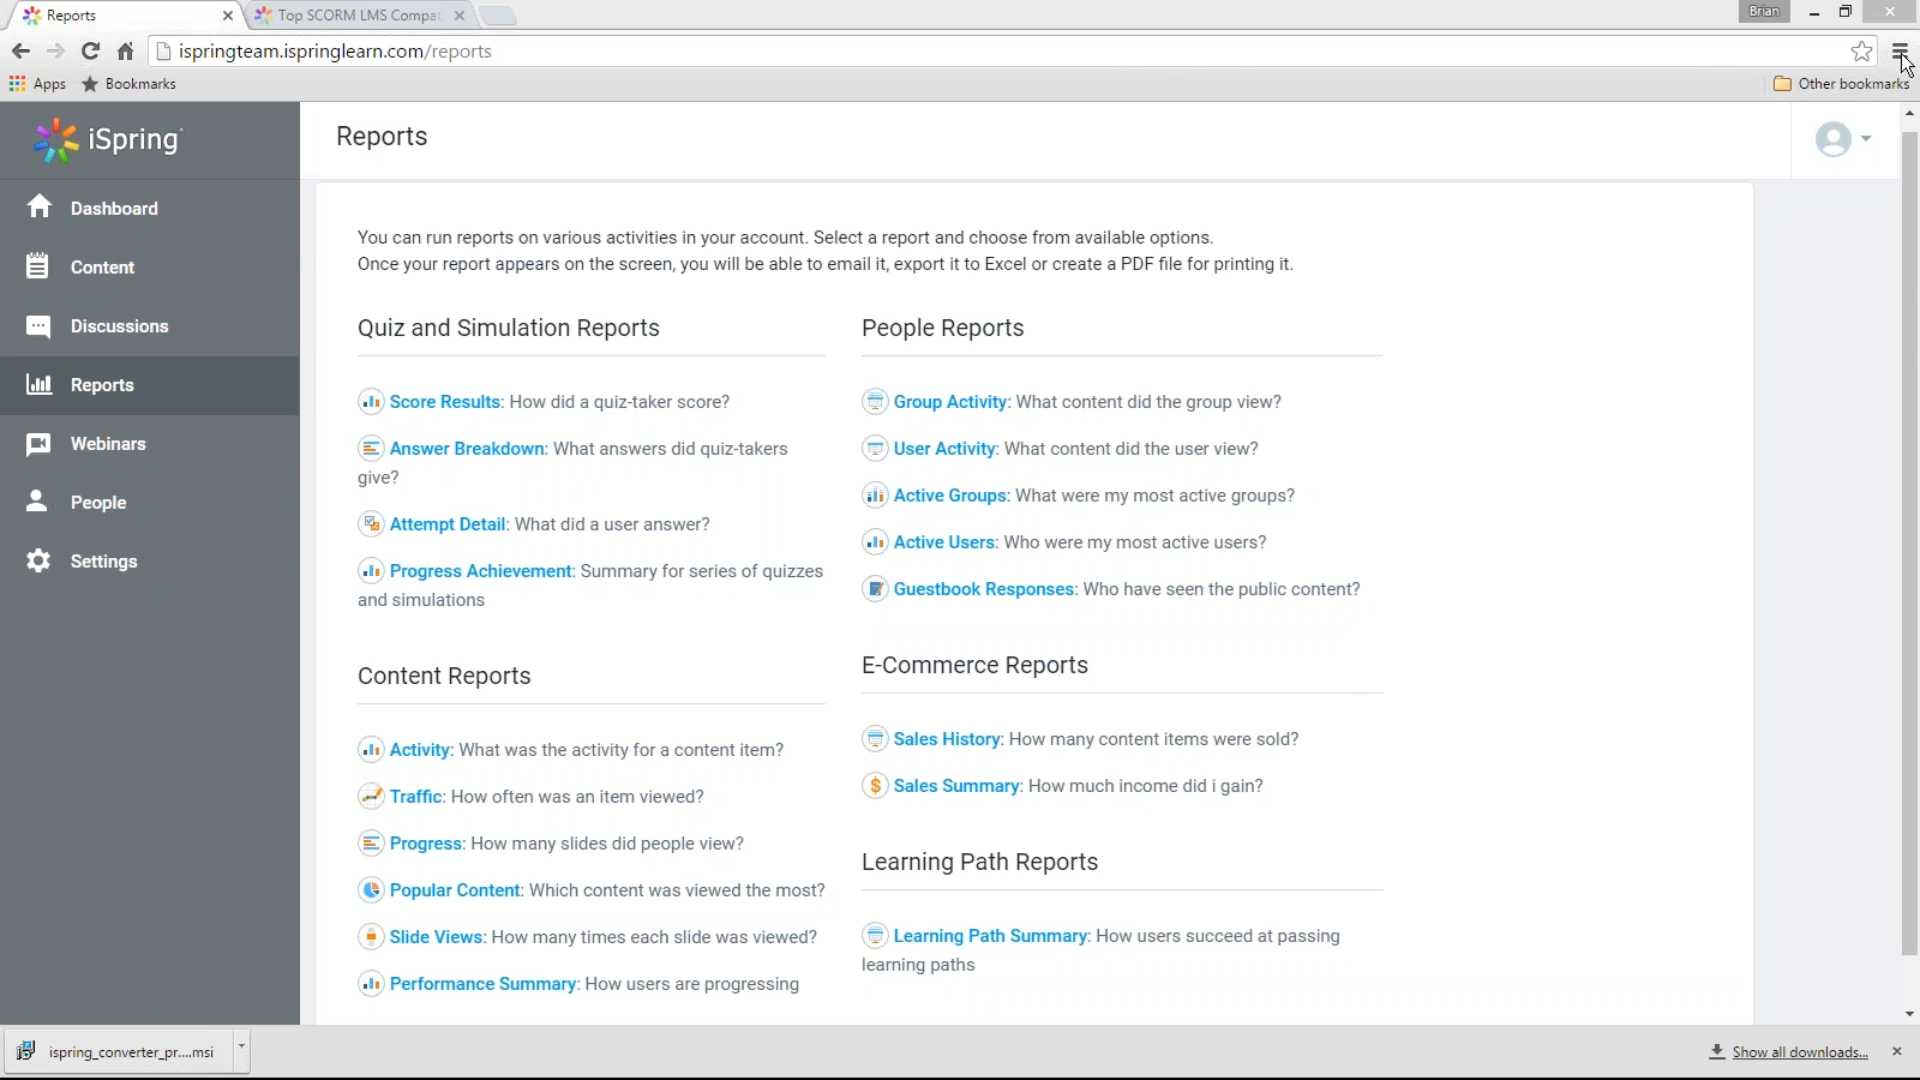 Reports
Top SCORM LMS Compat
Brian
ispringteam.ispringlearn.com/reports
Apps
Bookmarks
Other bookmarks
iSpring
Reports
Dashboard
Content
Discussions
Reports
Webinars
People
Settings
You can run reports on various activities in your account. Select a report and choose from available options.
Once your report appears on the screen, you will be able to email it, export it to Excel or create a PDF file for printing it.
Quiz and Simulation Reports
Score Results: How did a quiz-taker score?
Answer Breakdown: What answers did quiz-takers
give?
Attempt Detail: What did a user answer?
Progress Achievement: Summary for series of quizzes
and simulations
Content Reports
Activity: What was the activity for a content item?
Traffic: How often was an item viewed?
Progress: How many slides did people view?
Popular Content: Which content was viewed the most?
Slide Views: How many times each slide was viewed?
Performance Summary: How users are progressing
People Reports
Group Activity: What content did the group view?
User Activity: What content did the user view?
Active Groups: What were my most active groups?
Active Users: Who were my most active users?
Guestbook Responses: Who have seen the public content?
E-Commerce Reports
Sales History: How many content items were sold?
Sales Summary: How much income did i gain?
Learning Path Reports
Learning Path Summary: How users succeed at passing
learning paths
ispring_converter_pr....msi
Show all downloads...